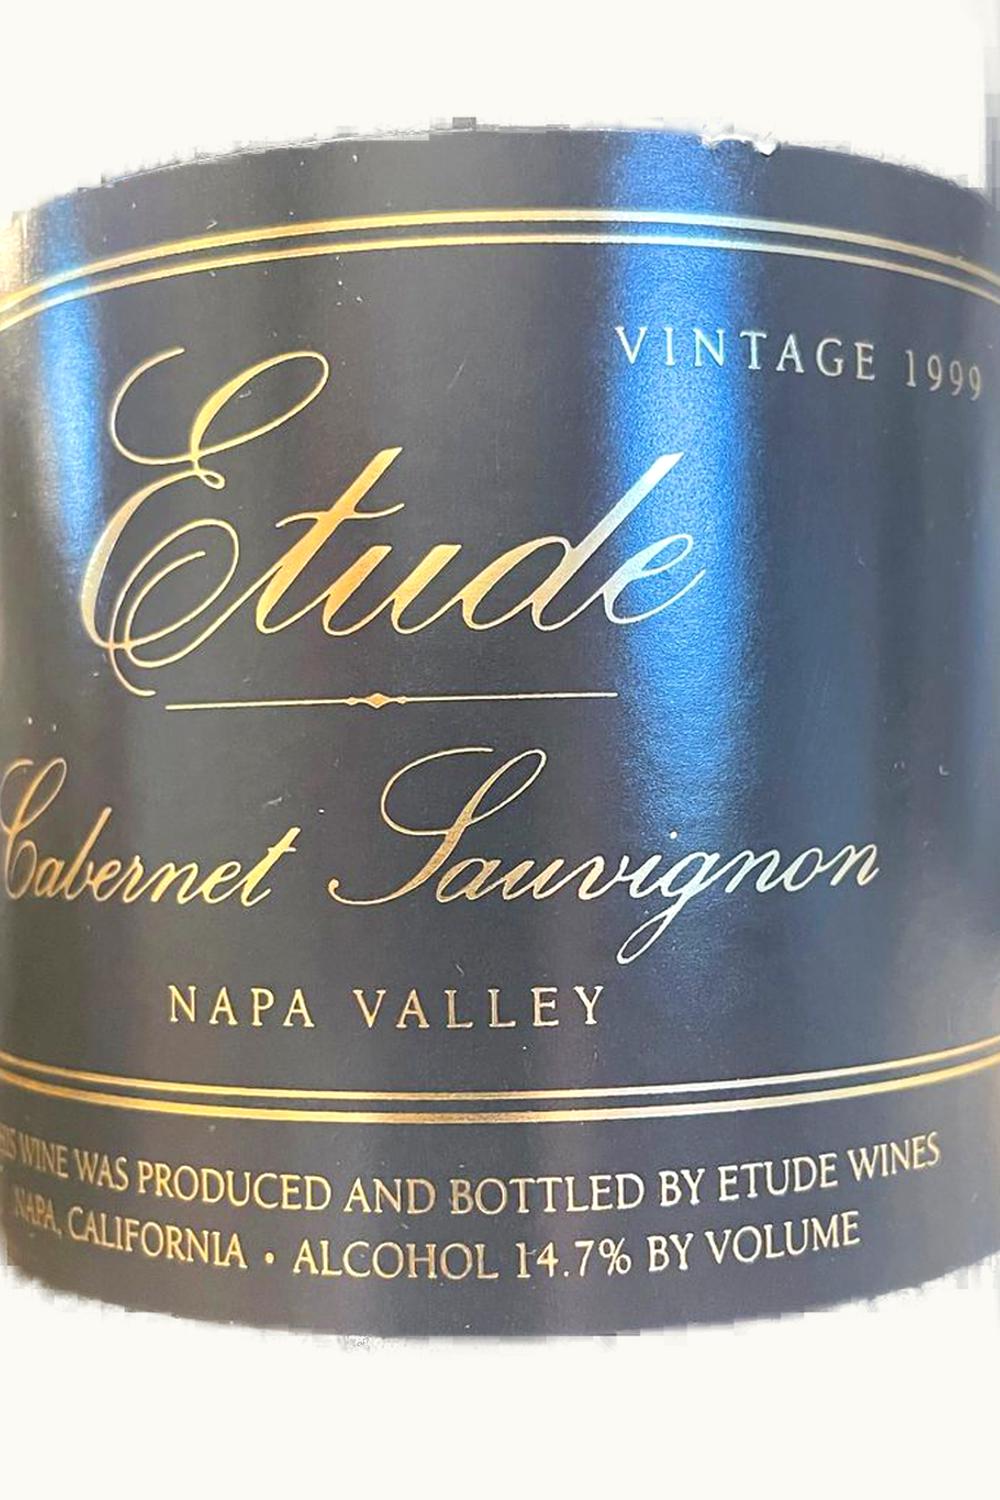 VINTAGE 1999
Etude
Cabernet Sauvignon
NAPA VALLEY
THIS WINE WAS PRODUCED AND BOTTLED BY ETUDE WINES
NAPA, CALIFORNIA • ALCOHOL 14.7% BY VOLUME